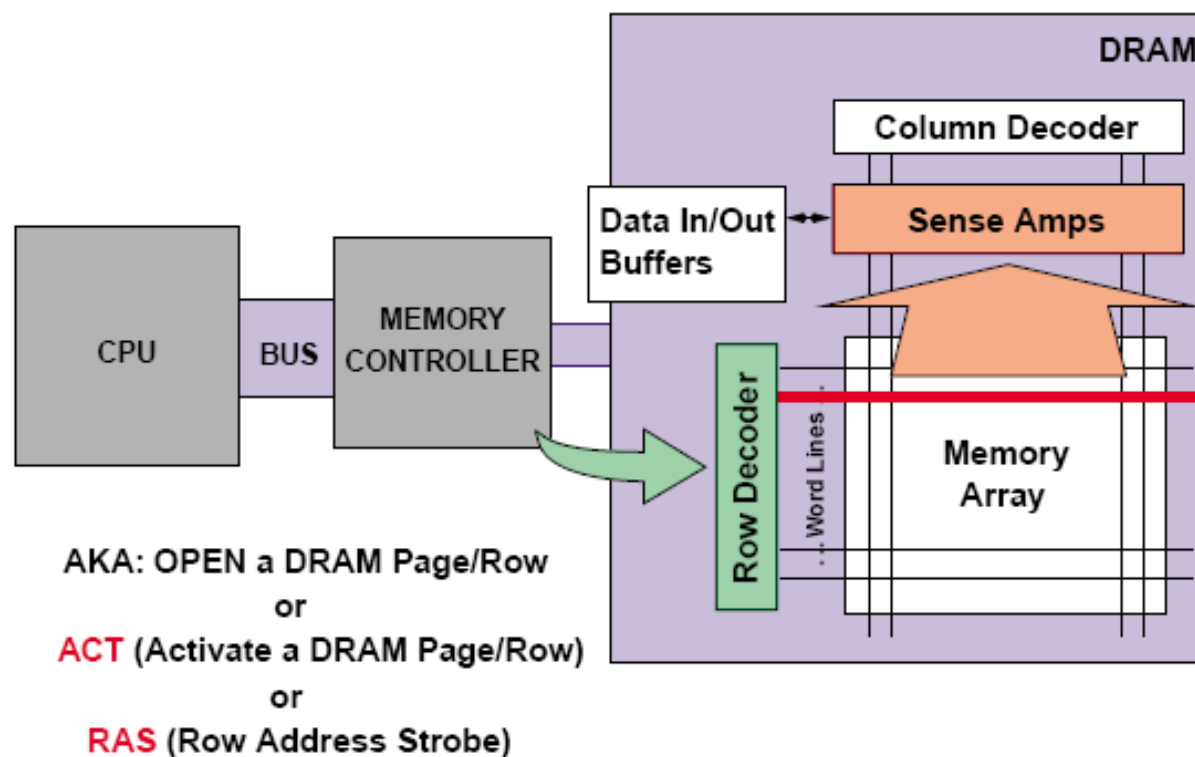 DRAM
Column Decoder
Data In/Out
Buffers
Sense Amps
CPU
BUS
MEMORY
CONTROLLER
Row Decoder
...Word Lines...
Memory
Array
AKA: OPEN a DRAM Page/Row
or
ACT (Activate a DRAM Page/Row)
or
RAS (Row Address Strobe)